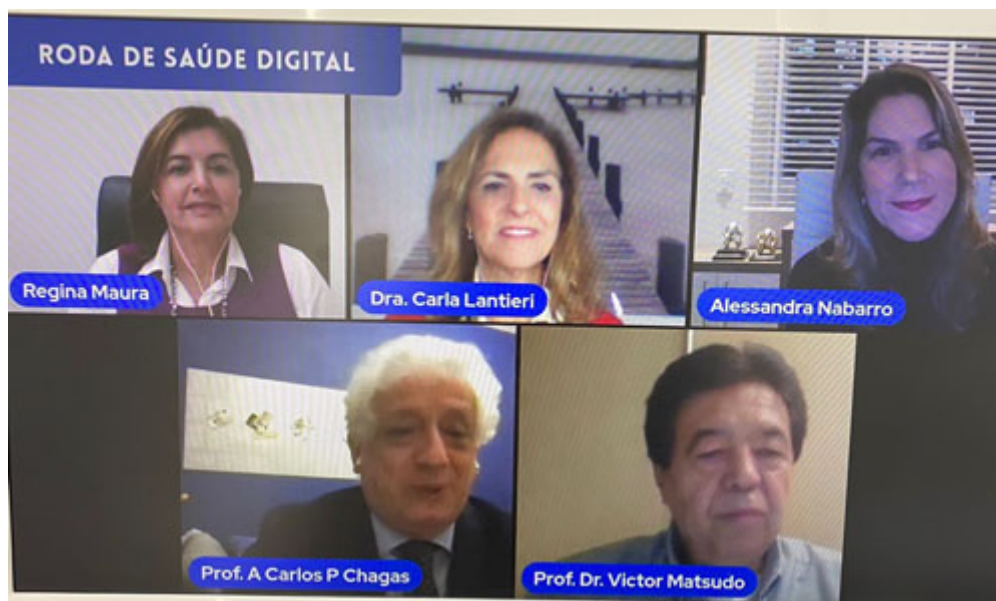 RODA DE SAÚDE DIGITAL
Regina Maura
Dra. Carla Lantieri
Alessandra Nabarro
Prof. A Carlos P Chagas
Prof. Dr. Victor Matsudo